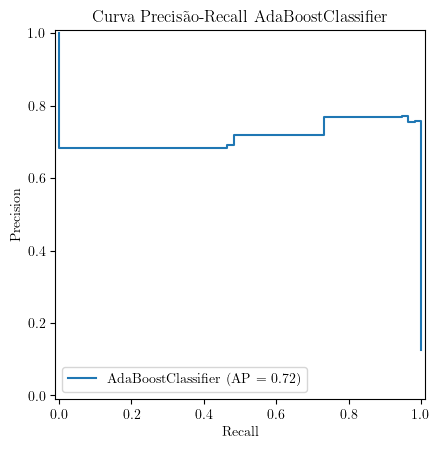 Curva Precisão-Recall AdaBoostClassifier
1.0
0.8
0.6
0.4
0.2
0.0
Precision
AdaBoostClassifier (AP = 0.72)
0.0 0.2 0.4 0.6 0.8 1.0
Recall